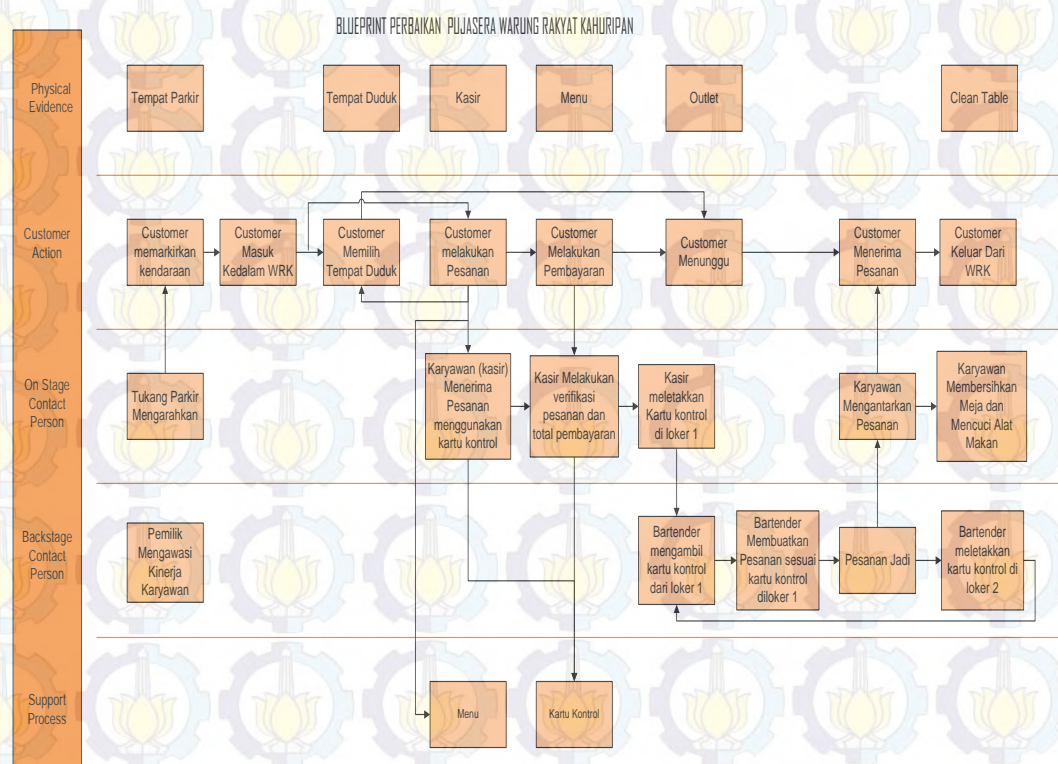 BLUEPRINT PERBAIKAN PUJASERA WARUNG RAKYAT KAHURIPAN
Physical
Evidence
Tempat Parkir
Tempat Duduk
Kasir
Menu
Outlet
Clean Table
Customer
Action
Customer
memarkirkan
kendaraan
Customer
Masuk
Kedalam WRK
Customer
Memilih
Tempat Duduk
Customer
melakukan
Pesanan
Customer
Melakukan
Pembayaran
Customer
Menunggu
Customer
Menerima
Pesanan
Customer
Keluar Dari
WRK
On Stage
Contact
Person
Tukang Parkir
Mengarahkan
Karyawan (kasir)
Menerima
Pesanan
menggunakan
kartu kontrol
Kasir Melakukan
verifikasi
pesanan dan
total pembayaran
Kasir
meletakkan
Kartu kontrol
di loker 1
Karyawan
Mengantarkan
Pesanan
Karyawan
Membersihkan
Meja dan
Mencuci Alat
Makan
Backstage
Contact
Person
Pemilik
Mengawasi
Kinerja
Karyawan
Bartender
mengambil
kartu kontrol
dari loker 1
Bartender
Membuatkan
Pesanan sesuai
kartu kontrol
diloker 1
Pesanan Jadi
Bartender
meletakkan
kartu kontrol di
loker 2
Support
Process
Menu
Kartu Kontrol